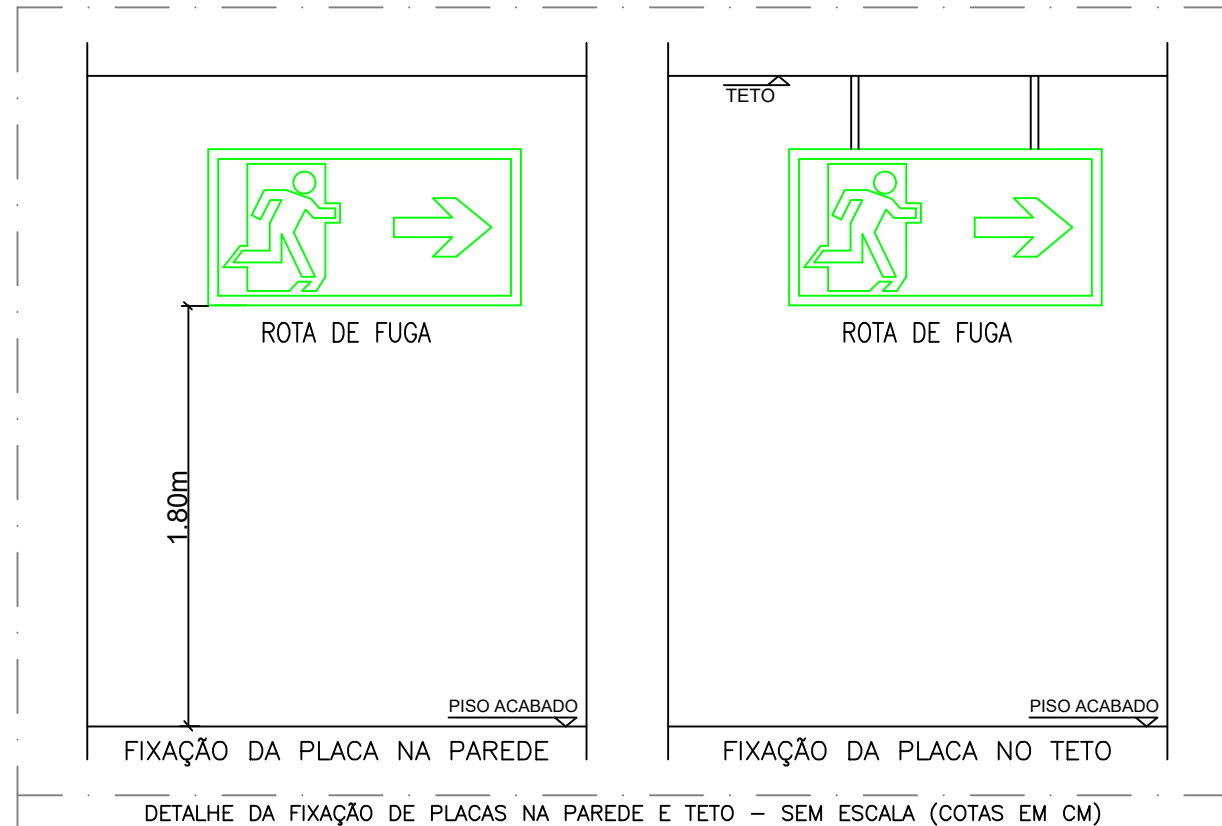 TETO
ROTA DE FUGA
ROTA DE FUGA
1.80m
PISO ACABADO
PISO ACABADO
FIXAÇÃO DA PLACA NA PAREDE
FIXAÇÃO DA PLACA NO TETO
DETALHE DA FIXAÇÃO DE PLACAS NA PAREDE E TETO – SEM ESCALA (COTAS EM CM)